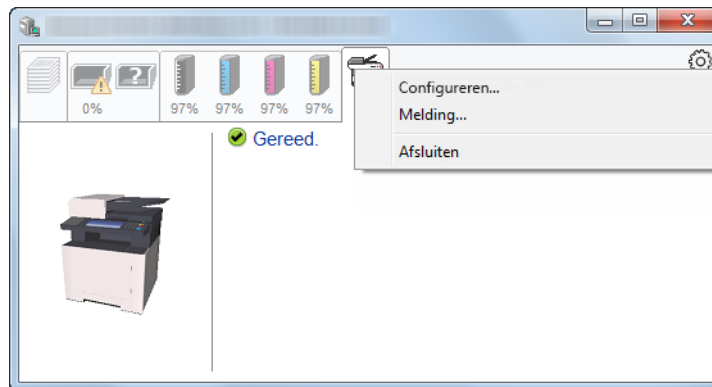 0% 97% 97% 97% 97%
Gereed.
Configureren...
Melding...
Afsluiten